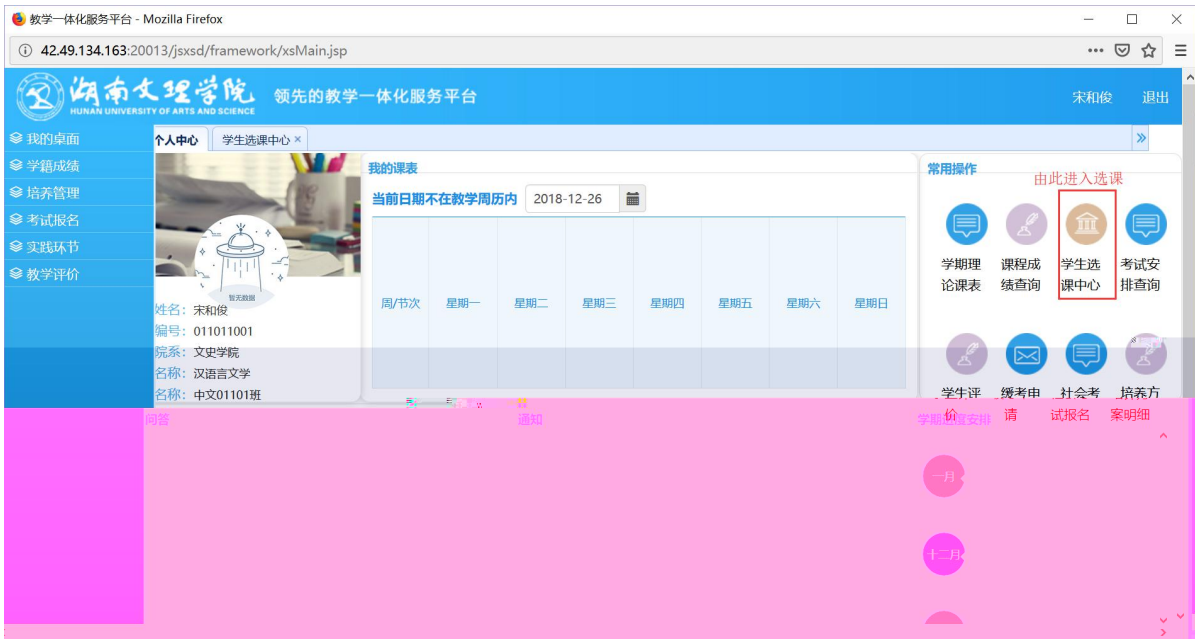 教学一体化服务平台 - Mozilla Firefox
42.49.134.163:20013/jsxsd/framework/xsMain.jsp
湖南文理学院
HUNAN UNIVERSITY OF ARTS AND SCIENCE
领先的教学一体化服务平台
宋和俊 退出
我的桌面
学籍成绩
培养管理
考试报名
实践环节
教学评价
个人中心 学生选课中心 ×
暂无数据
姓名: 宋和俊
编号: 011011001
院系: 文史学院
名称: 汉语言文学
名称: 中文01101班
我的课表
当前日期不在教学周历内 2018-12-26
周/节次 星期一 星期二 星期三 星期四 星期五 星期六 星期日
常用操作
由此进入选课
学期理论课表
课程成绩查询
学生选课中心
考试安排查询
学生评价
缓考申请
社会考试报名
培养方案明细
问答
通知
学期进度安排
一月
十二月